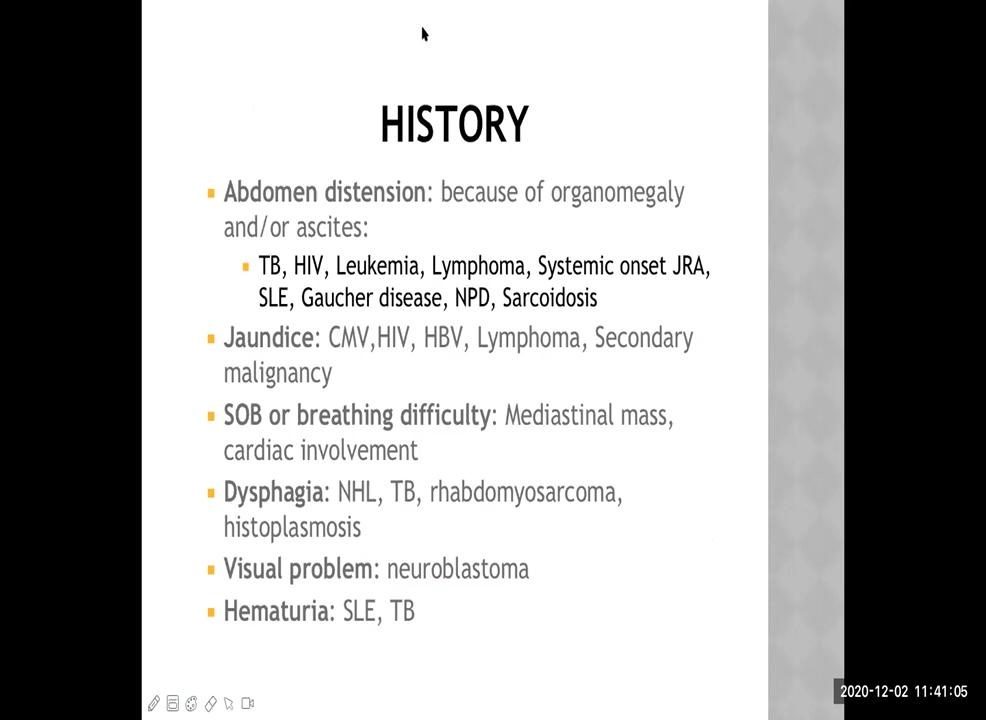 HISTORY
Abdomen distension: because of organomegaly
and/or ascites:
TB, HIV, Leukemia, Lymphoma, Systemic onset JRA,
SLE, Gaucher disease, NPD, Sarcoidosis
Jaundice: CMV,HIV, HBV, Lymphoma, Secondary
malignancy
SOB or breathing difficulty: Mediastinal mass,
cardiac involvement
Dysphagia: NHL, TB, rhabdomyosarcoma,
histoplasmosis
Visual problem: neuroblastoma
Hematuria: SLE, TB
2020-12-02 11:41:05